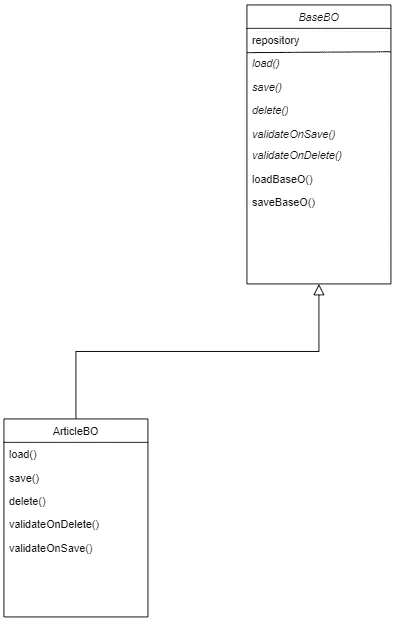 BaseBO
repository
load()
save()
delete()
validateOnSave()
validateOnDelete()
loadBaseO()
saveBaseO()
ArticleBO
load()
save()
delete()
validateOnDelete()
validateOnSave()